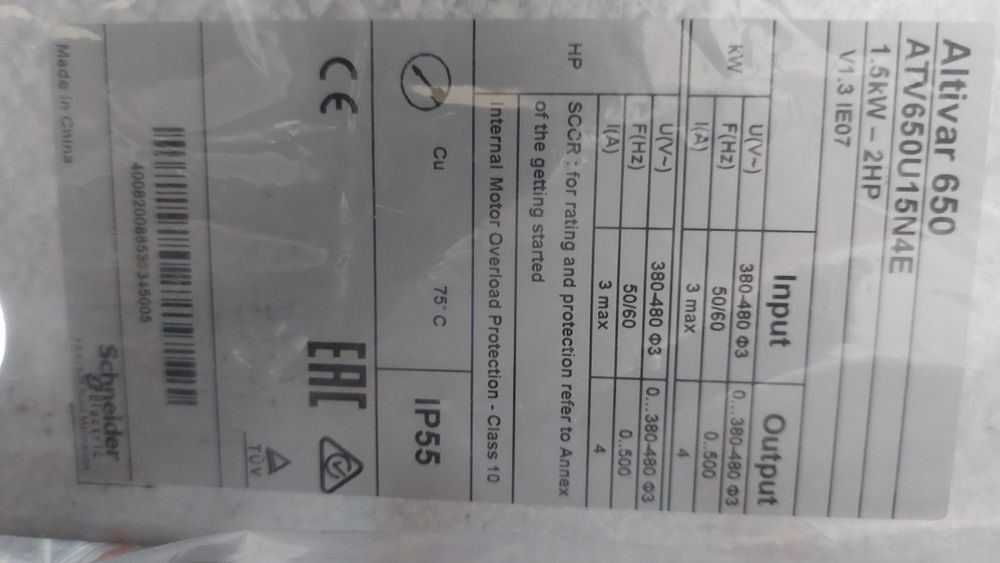 Altivar 650
ATV650U15N4E
1.5kW - 2HP
V1.3 IE07
Input Output
kW U(V~) 380-480 Φ3 0...380-480 Φ3
F(Hz) 50/60 0..500
I(A) 3 max 4
HP U(V~) 380-480 Φ3 0...380-480 Φ3
F(Hz) 50/60 0..500
I(A) 3 max 4
SCCR : for rating and protection refer to Annex
of the getting started
Internal Motor Overload Protection - Class 10
Cu 75°C IP55
CE EAC
TÜV
Made in China
Schneider
Electric